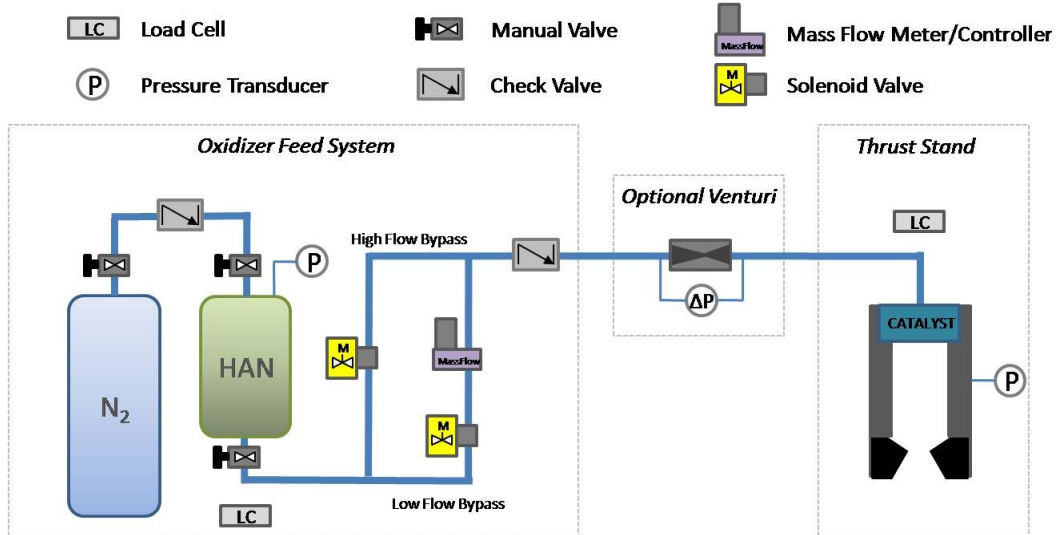 LC Load Cell
Manual Valve
MassFlow Mass Flow Meter/Controller
P Pressure Transducer
Check Valve
M Solenoid Valve
Oxidizer Feed System
Thrust Stand
Optional Venturi
LC
High Flow Bypass
P
ΔP
CATALYST
M
MassFlow
HAN
P
N2
M
Low Flow Bypass
LC